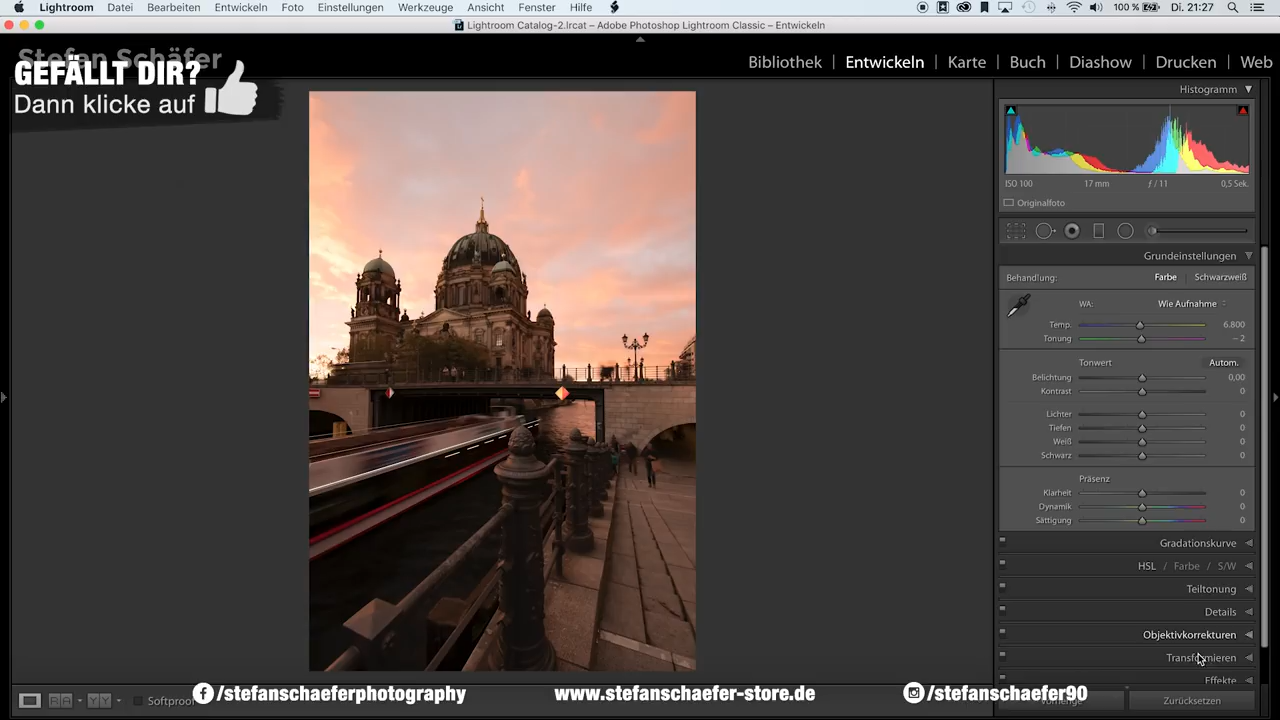 Lightroom Datei Bearbeiten Entwickeln Foto Einstellungen Werkzeuge Ansicht Fenster Hilfe 100 % Di. 21:27
Lightroom Catalog-2.lrcat – Adobe Photoshop Lightroom Classic – Entwickeln
Stefan Schäfer
GEFÄLLT DIR?
Dann klicke auf
Bibliothek | Entwickeln | Karte | Buch | Diashow | Drucken | Web
Histogramm
ISO 100 17 mm ƒ / 11 0,5 Sek.
Originalfoto
Grundeinstellungen
Behandlung: Farbe Schwarzweiß
WA: Wie Aufnahme
Temp. 6.800
Tonung – 2
Tonwert Autom.
Belichtung 0,00
Kontrast 0
Lichter 0
Tiefen 0
Weiß 0
Schwarz 0
Präsenz
Klarheit 0
Dynamik 0
Sättigung 0
Gradationskurve
HSL / Farbe / S/W
Teiltonung
Details
Objektivkorrekturen
Transformieren
Effekte
Softproof
/stefanschaeferphotography
www.stefanschaefer-store.de
/stefanschaefer90
Vorherige
Zurücksetzen